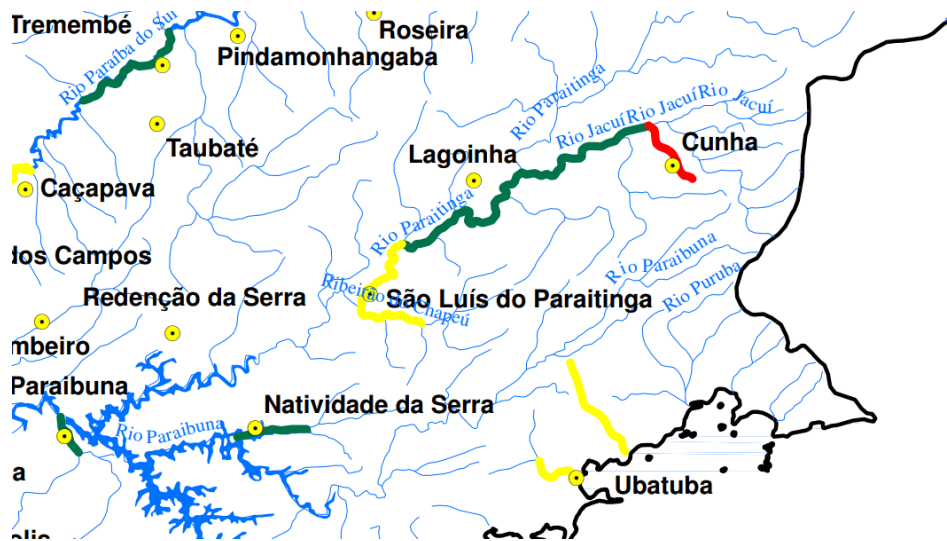 Tremembé
Roseira
Pindamonhangaba
Rio Paraíba do Sul
Rio Paraitinga
Rio Jacuí Rio Jacuí Rio Jacuí
Taubaté
Lagoinha
Cunha
Caçapava
Rio Paraitinga
dos Campos
Rio Paraibuna
Redenção da Serra
Ribeirão do Chapéu
São Luís do Paraitinga
Rio Puruba
mbeiro
Paraibuna
Natividade da Serra
Rio Paraibuna
a
Ubatuba
olis